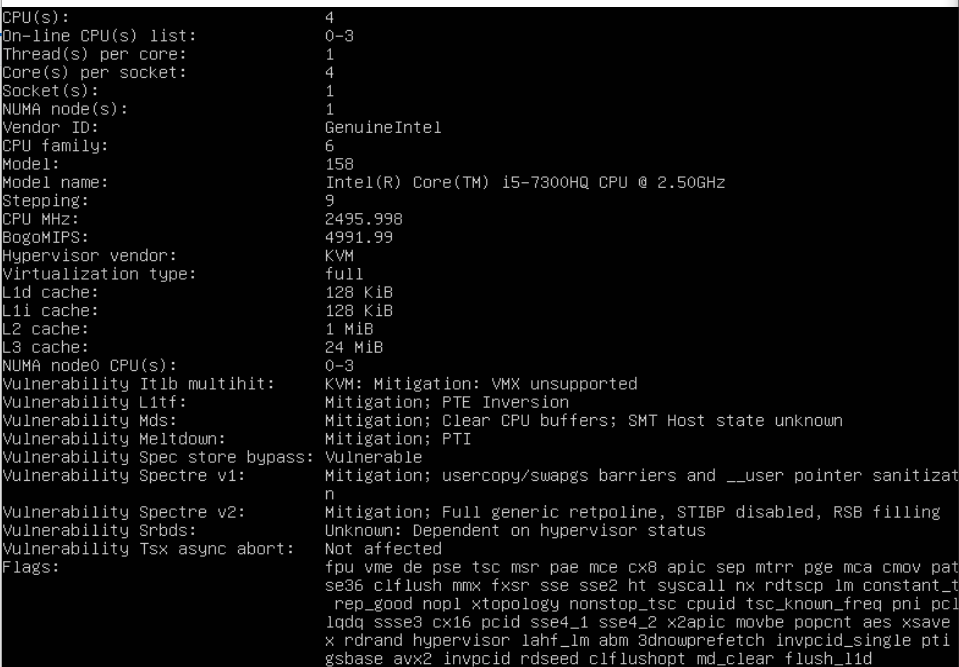 CPU(s): 4
On-line CPU(s) list: 0-3
Thread(s) per core: 1
Core(s) per socket: 4
Socket(s): 1
NUMA node(s): 1
Vendor ID: GenuineIntel
CPU family: 6
Model: 158
Model name: Intel(R) Core(TM) i5-7300HQ CPU @ 2.50GHz
Stepping: 9
CPU MHz: 2495.998
BogoMIPS: 4991.99
Hypervisor vendor: KVM
Virtualization type: full
L1d cache: 128 KiB
L1i cache: 128 KiB
L2 cache: 1 MiB
L3 cache: 24 MiB
NUMA node0 CPU(s): 0-3
Vulnerability Itlb multihit: KVM: Mitigation: VMX unsupported
Vulnerability L1tf: Mitigation; PTE Inversion
Vulnerability Mds: Mitigation; Clear CPU buffers; SMT Host state unknown
Vulnerability Meltdown: Mitigation; PTI
Vulnerability Spec store bypass: Vulnerable
Vulnerability Spectre v1: Mitigation; usercopy/swapgs barriers and __user pointer sanitizat
n
Vulnerability Spectre v2: Mitigation; Full generic retpoline, STIBP disabled, RSB filling
Vulnerability Srbds: Unknown: Dependent on hypervisor status
Vulnerability Tsx async abort: Not affected
Flags: fpu vme de pse tsc msr pae mce cx8 apic sep mtrr pge mca cmov pat
se36 clflush mmx fxsr sse sse2 ht syscall nx rdtscp lm constant_t
rep_good nopl xtopology nonstop_tsc cpuid tsc_known_freq pni pcl
lqdq ssse3 cx16 pcid sse4_1 sse4_2 x2apic movbe popcnt aes xsave
x rdrand hypervisor lahf_lm abm 3dnowprefetch invpcid_single pti
gsbase avx2 invpcid rdseed clflushopt md_clear flush_l1d